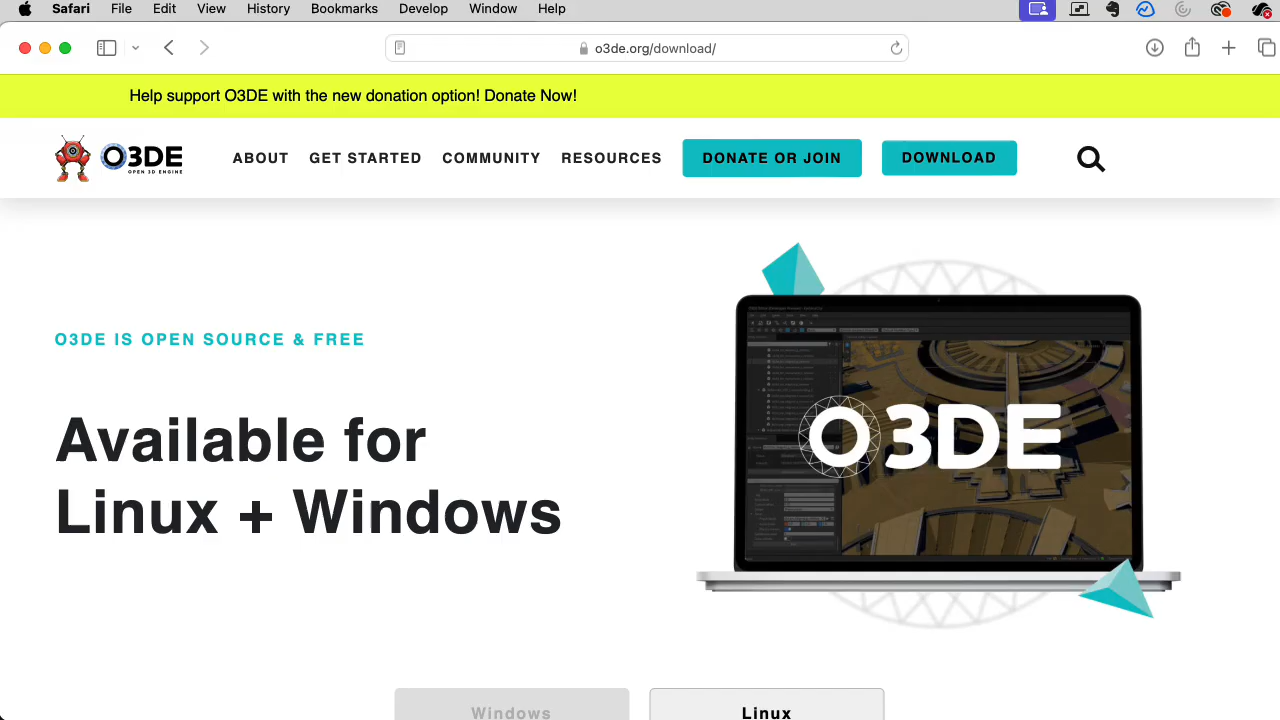 Safari File Edit View History Bookmarks Develop Window Help
o3de.org/download/
Help support O3DE with the new donation option! Donate Now!
O3DE
OPEN 3D ENGINE
ABOUT GET STARTED COMMUNITY RESOURCES DONATE OR JOIN DOWNLOAD
O3DE IS OPEN SOURCE & FREE
Available for
Linux + Windows
O3DE
Windows Linux